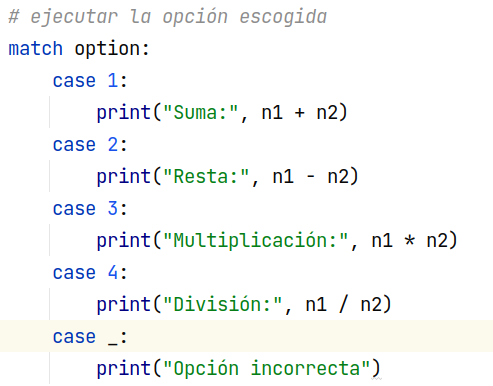 # ejecutar la opción escogida
match option:
    case 1:
        print("Suma:", n1 + n2)
    case 2:
        print("Resta:", n1 - n2)
    case 3:
        print("Multiplicación:", n1 * n2)
    case 4:
        print("División:", n1 / n2)
    case _:
        print("Opción incorrecta")